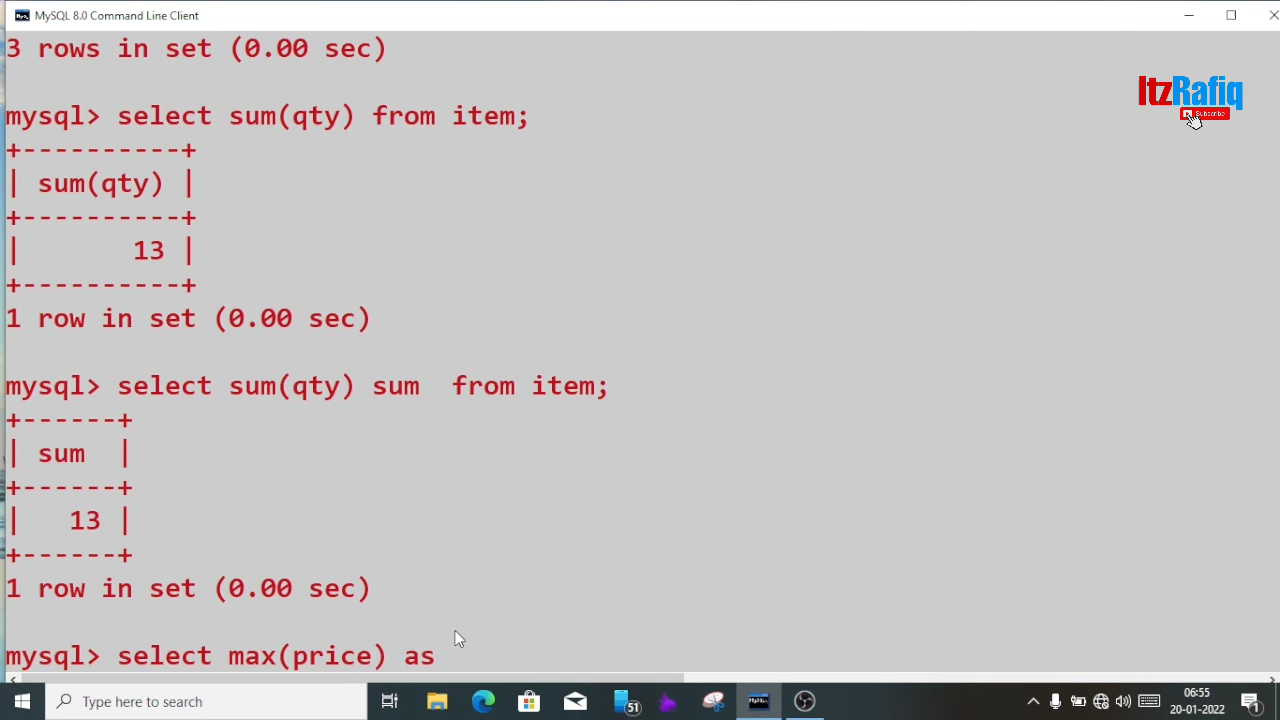 MySQL 8.0 Command Line Client
3 rows in set (0.00 sec)
ItzRafiq
Subscribe
mysql> select sum(qty) from item;
+----------+
| sum(qty) |
+----------+
|       13 |
+----------+
1 row in set (0.00 sec)
mysql> select sum(qty) sum  from item;
+------+
| sum  |
+------+
|   13 |
+------+
1 row in set (0.00 sec)
mysql> select max(price) as
Type here to search
51
06:55
20-01-2022
1